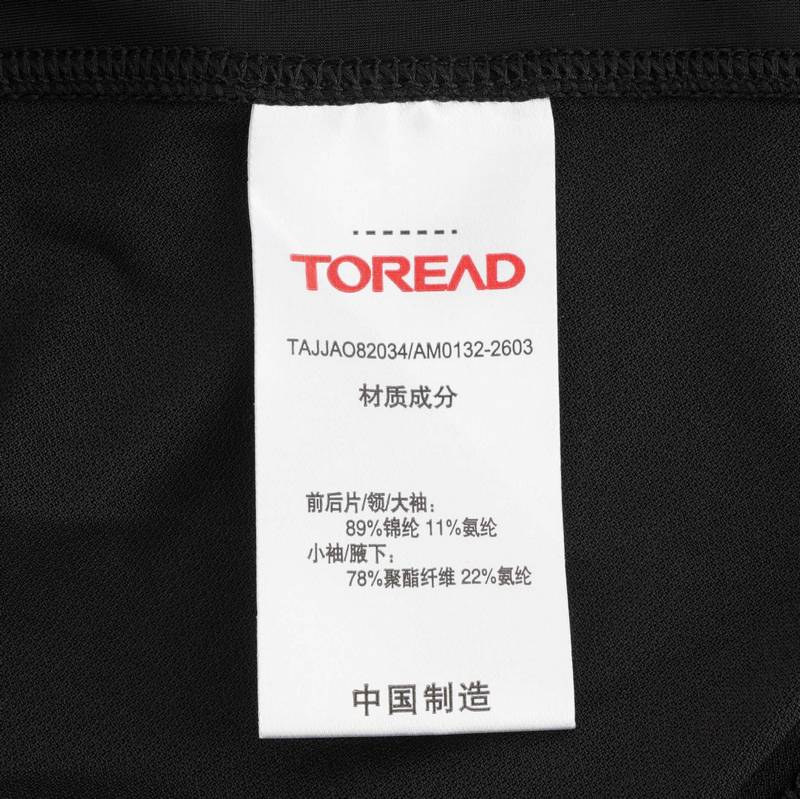 TOREAD
TAJJAO82034/AM0132-2603
材质成分
前后片/领/大袖:
89%锦纶 11%氨纶
小袖/腋下:
78%聚酯纤维 22%氨纶
中国制造